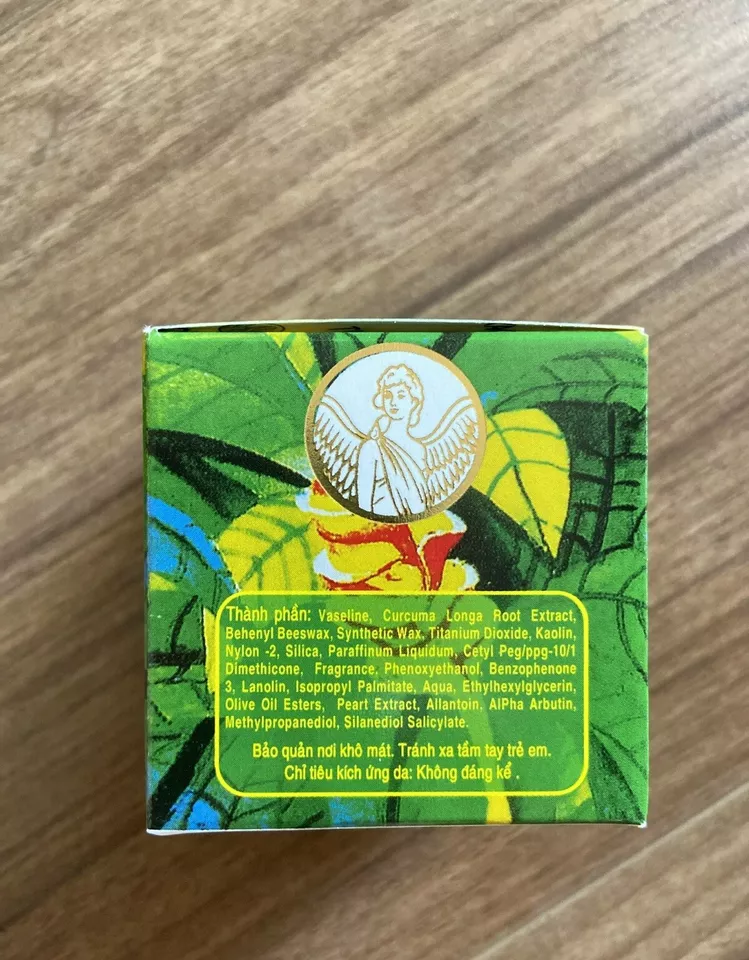 Thành phần: Vaseline, Curcuma Longa Root Extract,
Behenyl Beeswax, Synthetic Wax, Titanium Dioxide, Kaolin,
Nylon -2, Silica, Paraffinum Liquidum, Cetyl Peg/ppg-10/1
Dimethicone, Fragrance, Phenoxyethanol, Benzophenone
3, Lanolin, Isopropyl Palmitate, Aqua, Ethylhexylglycerin,
Olive Oil Esters, Peart Extract, Allantoin, AlPha Arbutin,
Methylpropanediol, Silanediol Salicylate.
Bảo quản nơi khô mát. Tránh xa tầm tay trẻ em.
Chỉ tiêu kích ứng da: Không đáng kể .